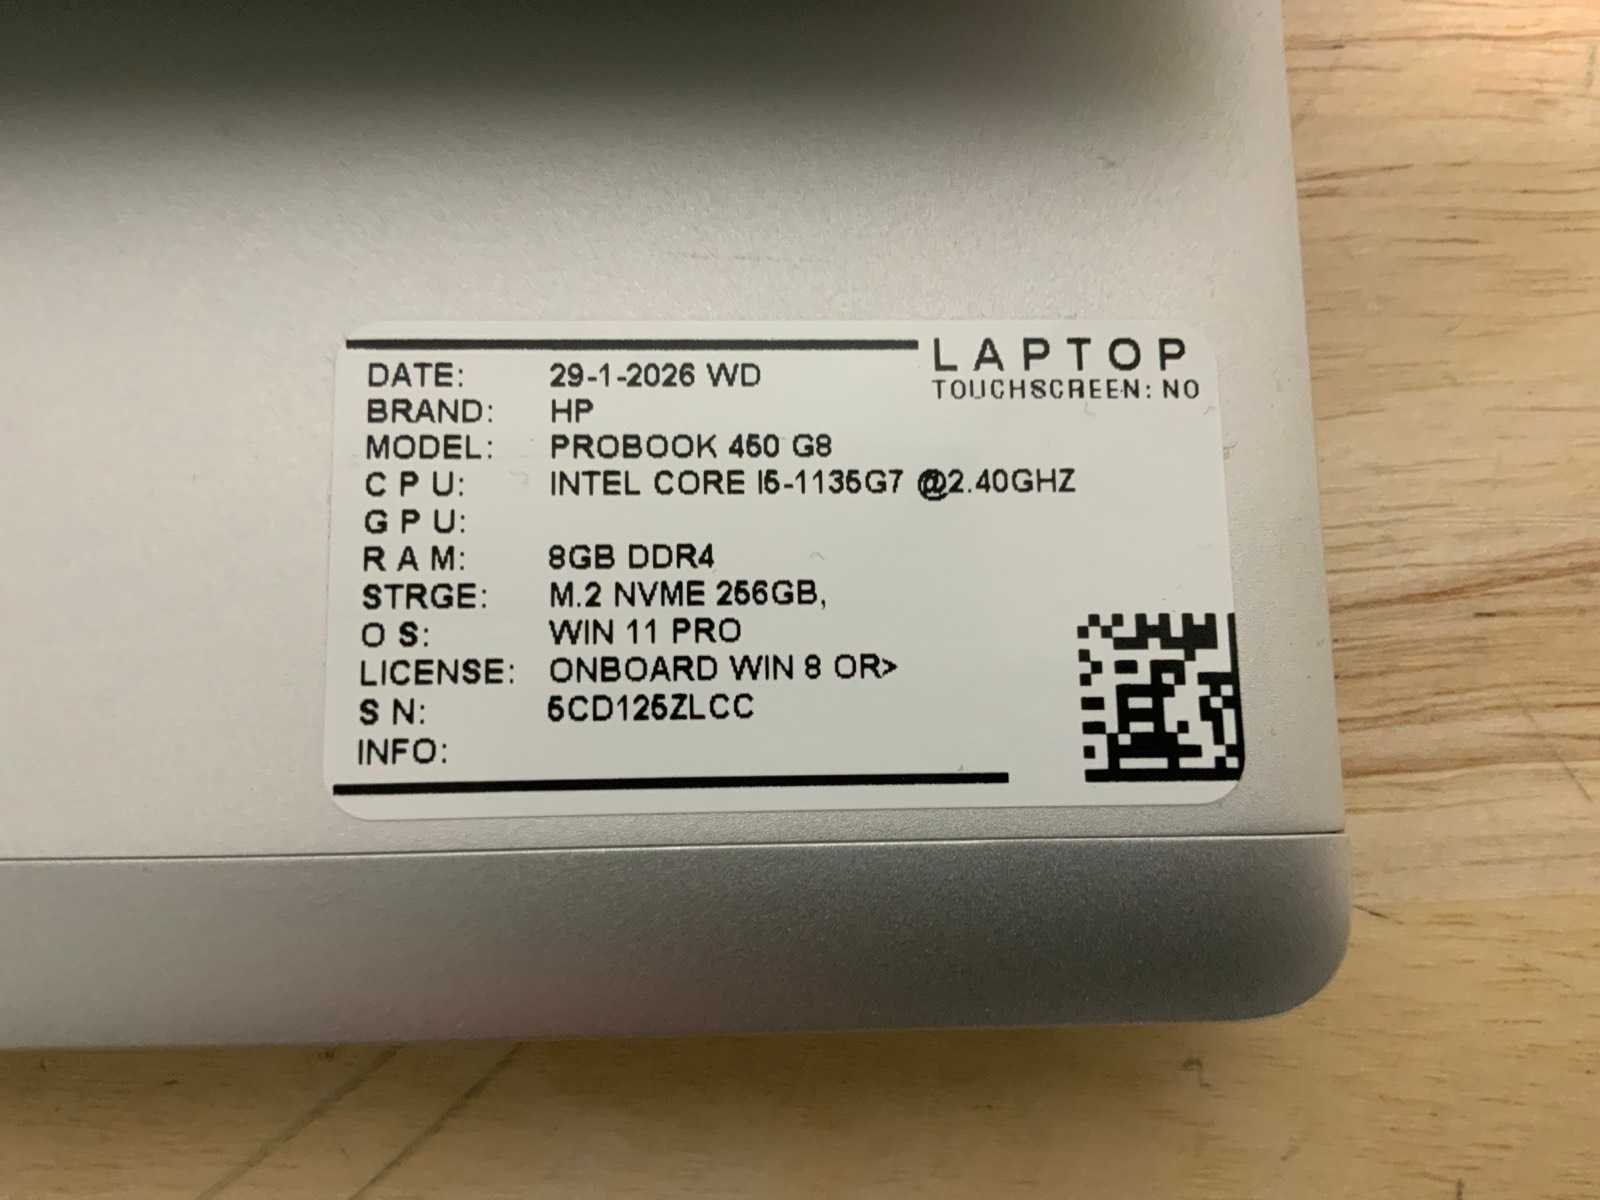 LAPTOP
TOUCHSCREEN: NO
DATE: 29-1-2026 WD
BRAND: HP
MODEL: PROBOOK 450 G8
C P U: INTEL CORE I5-1135G7 @2.40GHZ
G P U:
R A M: 8GB DDR4
STRGE: M.2 NVME 256GB,
O S: WIN 11 PRO
LICENSE: ONBOARD WIN 8 OR>
S N: 5CD125ZLCC
INFO: